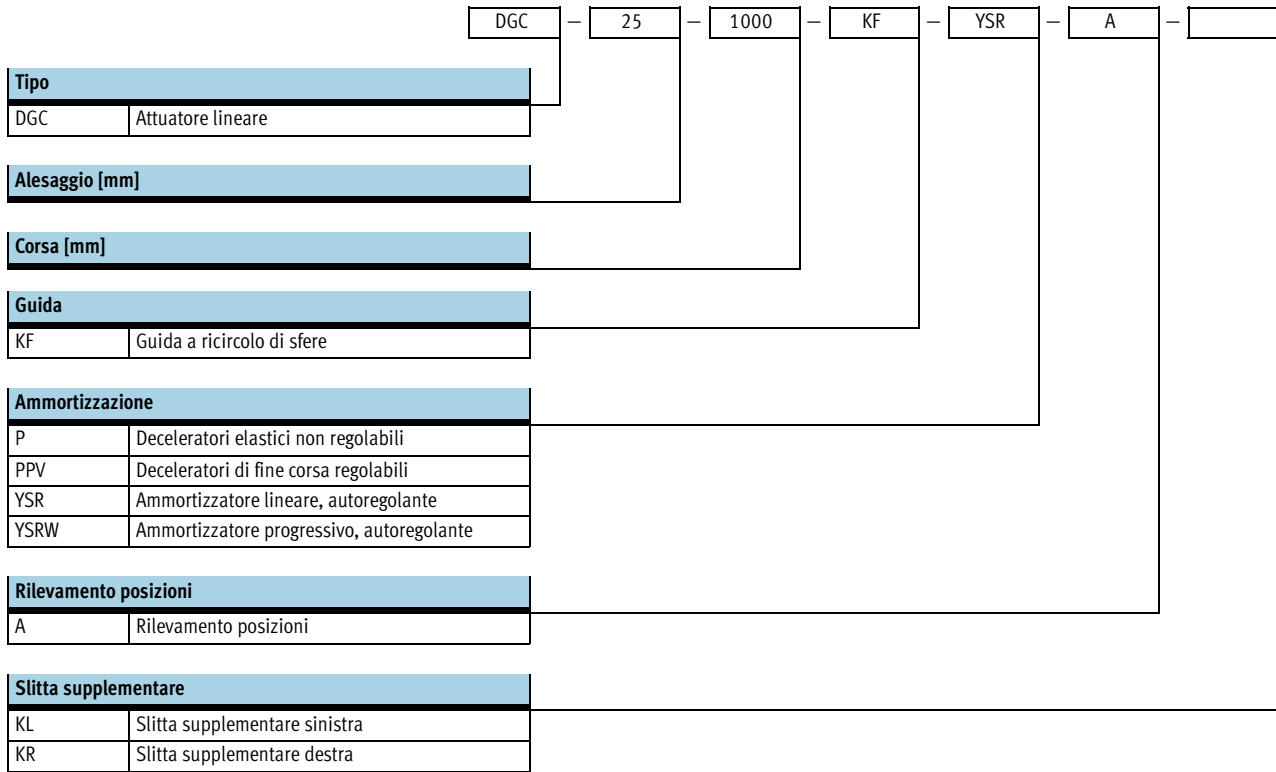 DGC – 25 – 1000 – KF – YSR – A –
Tipo
DGC Attuatore lineare
Alesaggio [mm]
Corsa [mm]
Guida
KF Guida a ricircolo di sfere
Ammortizzazione
P Deceleratori elastici non regolabili
PPV Deceleratori di fine corsa regolabili
YSR Ammortizzatore lineare, autoregolante
YSRW Ammortizzatore progressivo, autoregolante
Rilevamento posizioni
A Rilevamento posizioni
Slitta supplementare
KL Slitta supplementare sinistra
KR Slitta supplementare destra